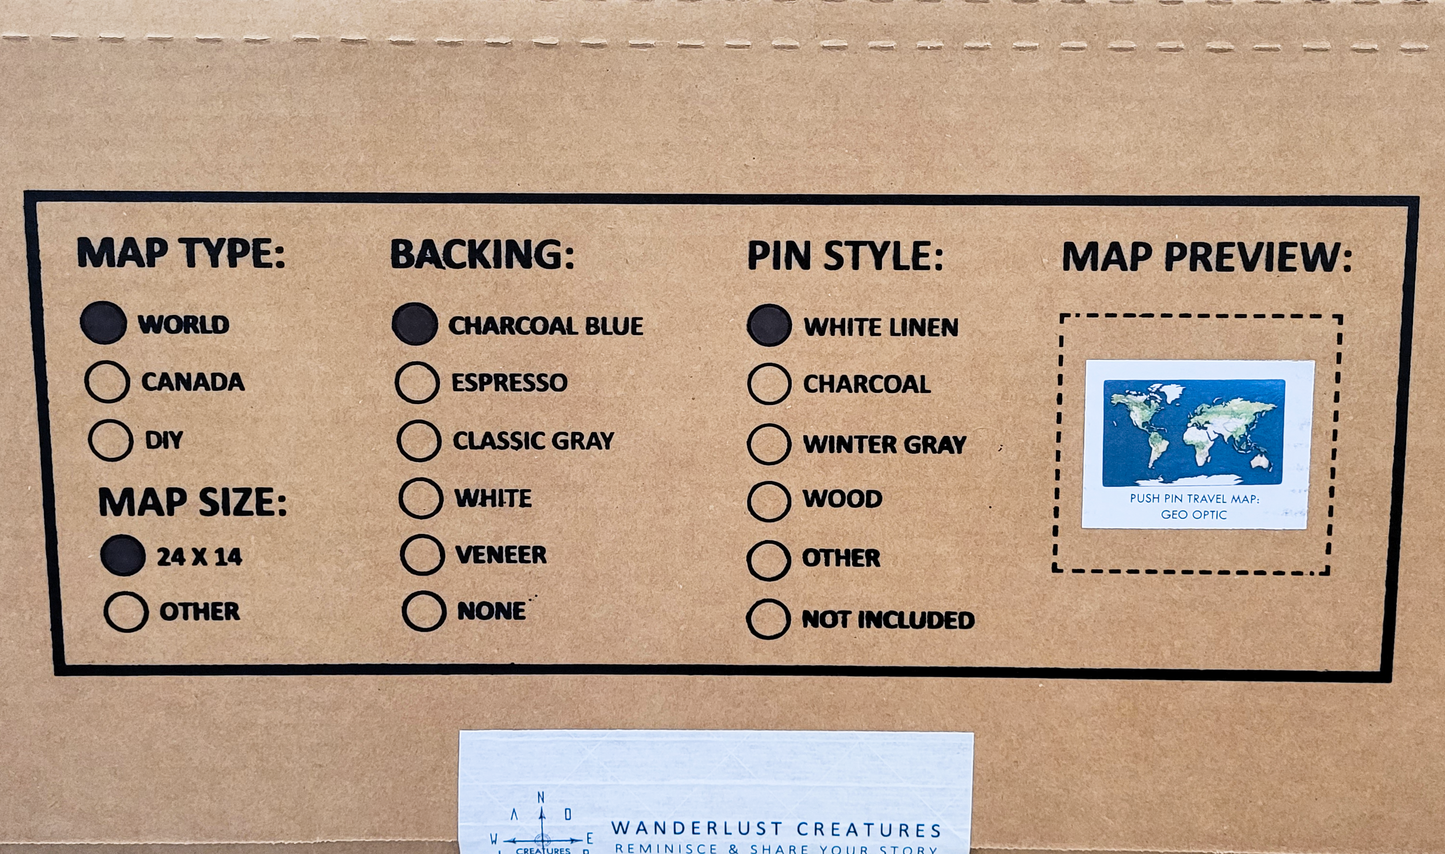 MAP TYPE:
WORLD
CANADA
DIY
MAP SIZE:
24 X 14
OTHER
BACKING:
CHARCOAL BLUE
ESPRESSO
CLASSIC GRAY
WHITE
VENEER
NONE
PIN STYLE:
WHITE LINEN
CHARCOAL
WINTER GRAY
WOOD
OTHER
NOT INCLUDED
MAP PREVIEW:
PUSH PIN TRAVEL MAP:
GEO OPTIC
N
W E
CREATURES
WANDERLUST CREATURES
REMINISCE & SHARE YOUR STORY